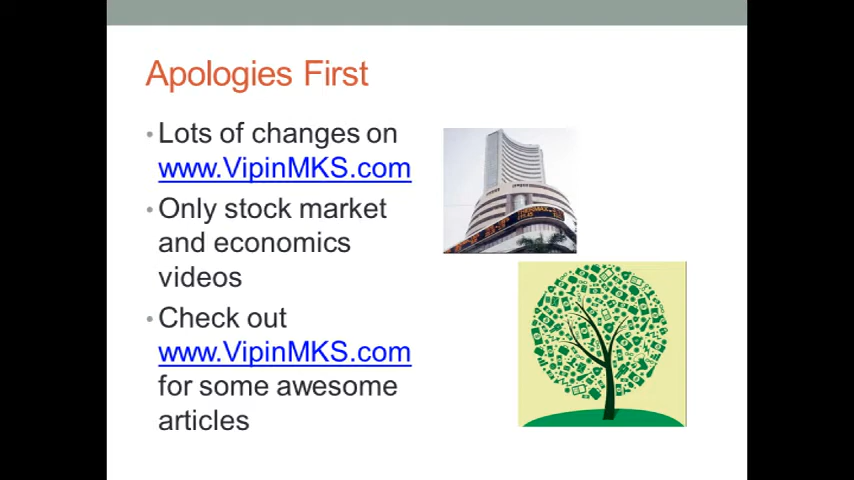 Apologies First
• Lots of changes on
www.VipinMKS.com
• Only stock market
and economics
videos
• Check out
www.VipinMKS.com
for some awesome
articles